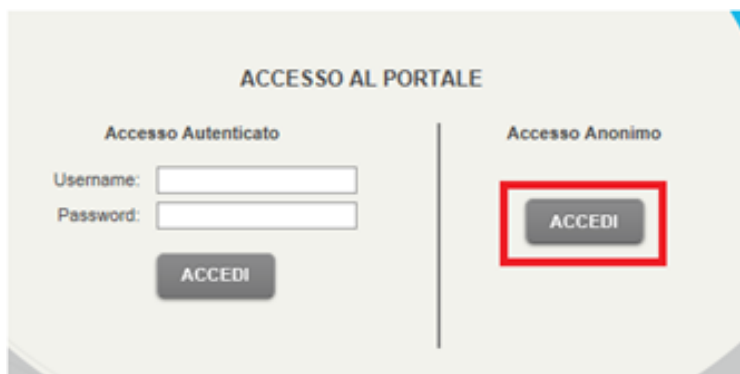 ACCESSO AL PORTALE
Accesso Autenticato
Username:
Password:
ACCEDI
Accesso Anonimo
ACCEDI